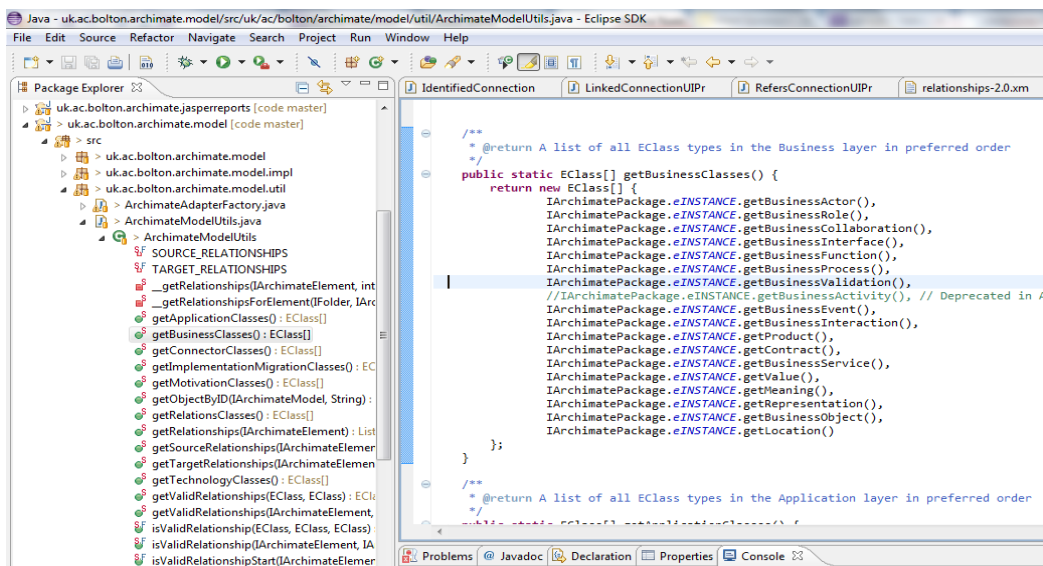 Java - uk.ac.bolton.archimate.model/src/uk/ac/bolton/archimate/model/util/ArchimateModelUtils.java - Eclipse SDK
File Edit Source Refactor Navigate Search Project Run Window Help
Package Explorer
uk.ac.bolton.archimate.jasperreports [code master]
> uk.ac.bolton.archimate.model [code master]
> src
> uk.ac.bolton.archimate.model
> uk.ac.bolton.archimate.model.impl
> uk.ac.bolton.archimate.model.util
> ArchimateAdapterFactory.java
> ArchimateModelUtils.java
> ArchimateModelUtils
SOURCE_RELATIONSHIPS
TARGET_RELATIONSHIPS
__getRelationships(IArchimateElement, int
__getRelationshipsForElement(IFolder, IArc
getApplicationClasses() : EClass[]
getBusinessClasses() : EClass[]
getConnectorClasses() : EClass[]
getImplementationMigrationClasses() : EC
getMotivationClasses() : EClass[]
getObjectByID(IArchimateModel, String) :
getRelationsClasses() : EClass[]
getRelationships(IArchimateElement) : List
getSourceRelationships(IArchimateElemen
getTargetRelationships(IArchimateElemen
getTechnologyClasses() : EClass[]
getValidRelationships(EClass, EClass) : ECla
getValidRelationships(IArchimateElement,
isValidRelationship(EClass, EClass, EClass)
isValidRelationship(IArchimateElement, IA
isValidRelationshipStart(IArchimateElemer
IdentifiedConnection LinkedConnectionUIPr RefersConnectionUIPr relationships-2.0.xm
/**
* @return A list of all EClass types in the Business layer in preferred order
*/
public static EClass[] getBusinessClasses() {
return new EClass[] {
IArchimatePackage.eINSTANCE.getBusinessActor(),
IArchimatePackage.eINSTANCE.getBusinessRole(),
IArchimatePackage.eINSTANCE.getBusinessCollaboration(),
IArchimatePackage.eINSTANCE.getBusinessInterface(),
IArchimatePackage.eINSTANCE.getBusinessFunction(),
IArchimatePackage.eINSTANCE.getBusinessProcess(),
IArchimatePackage.eINSTANCE.getBusinessValidation(),
//IArchimatePackage.eINSTANCE.getBusinessActivity(), // Deprecated in A
IArchimatePackage.eINSTANCE.getBusinessEvent(),
IArchimatePackage.eINSTANCE.getBusinessInteraction(),
IArchimatePackage.eINSTANCE.getProduct(),
IArchimatePackage.eINSTANCE.getContract(),
IArchimatePackage.eINSTANCE.getBusinessService(),
IArchimatePackage.eINSTANCE.getValue(),
IArchimatePackage.eINSTANCE.getMeaning(),
IArchimatePackage.eINSTANCE.getRepresentation(),
IArchimatePackage.eINSTANCE.getBusinessObject(),
IArchimatePackage.eINSTANCE.getLocation()
};
}
/**
* @return A list of all EClass types in the Application layer in preferred order
*/
public static EClass[] getApplicationClasses() {
Problems @ Javadoc Declaration Properties Console